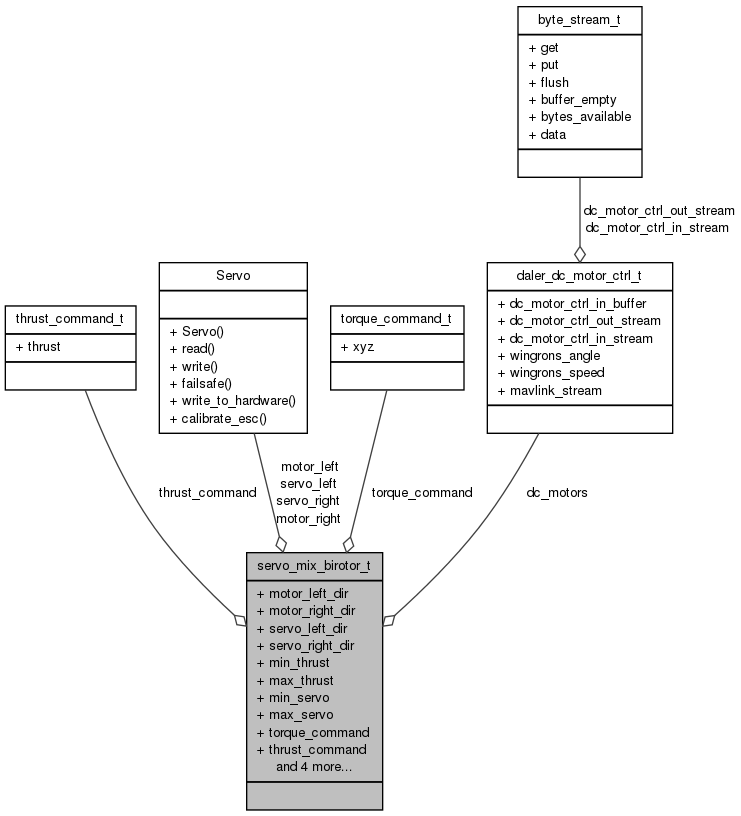 byte_stream_t
+ get
+ put
+ flush
+ buffer_empty
+ bytes_available
+ data
dc_motor_ctrl_out_stream
dc_motor_ctrl_in_stream
thrust_command_t
+ thrust
Servo
+ Servo()
+ read()
+ write()
+ failsafe()
+ write_to_hardware()
+ calibrate_esc()
torque_command_t
+ xyz
daler_dc_motor_ctrl_t
+ dc_motor_ctrl_in_buffer
+ dc_motor_ctrl_out_stream
+ dc_motor_ctrl_in_stream
+ wingrons_angle
+ wingrons_speed
+ mavlink_stream
thrust_command
motor_left
servo_left
servo_right
motor_right
torque_command
dc_motors
servo_mix_birotor_t
+ motor_left_dir
+ motor_right_dir
+ servo_left_dir
+ servo_right_dir
+ min_thrust
+ max_thrust
+ min_servo
+ max_servo
+ torque_command
+ thrust_command
and 4 more...